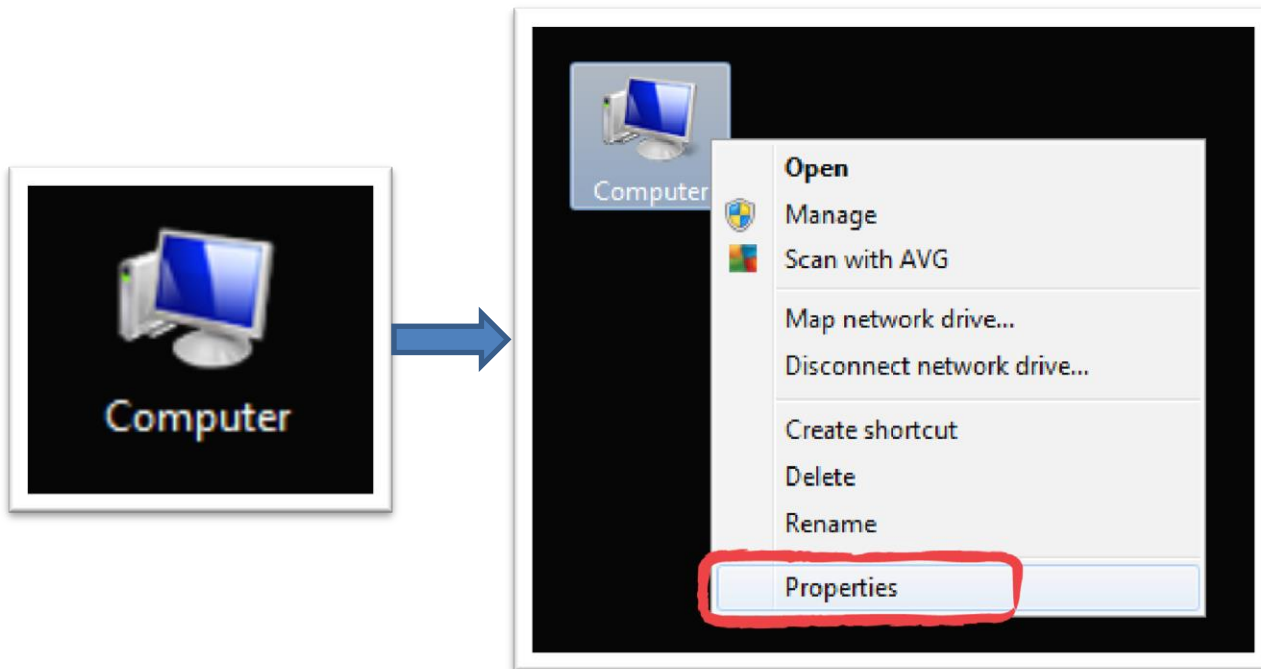 Computer
Computer
Open
Manage
Scan with AVG
Map network drive...
Disconnect network drive...
Create shortcut
Delete
Rename
Properties